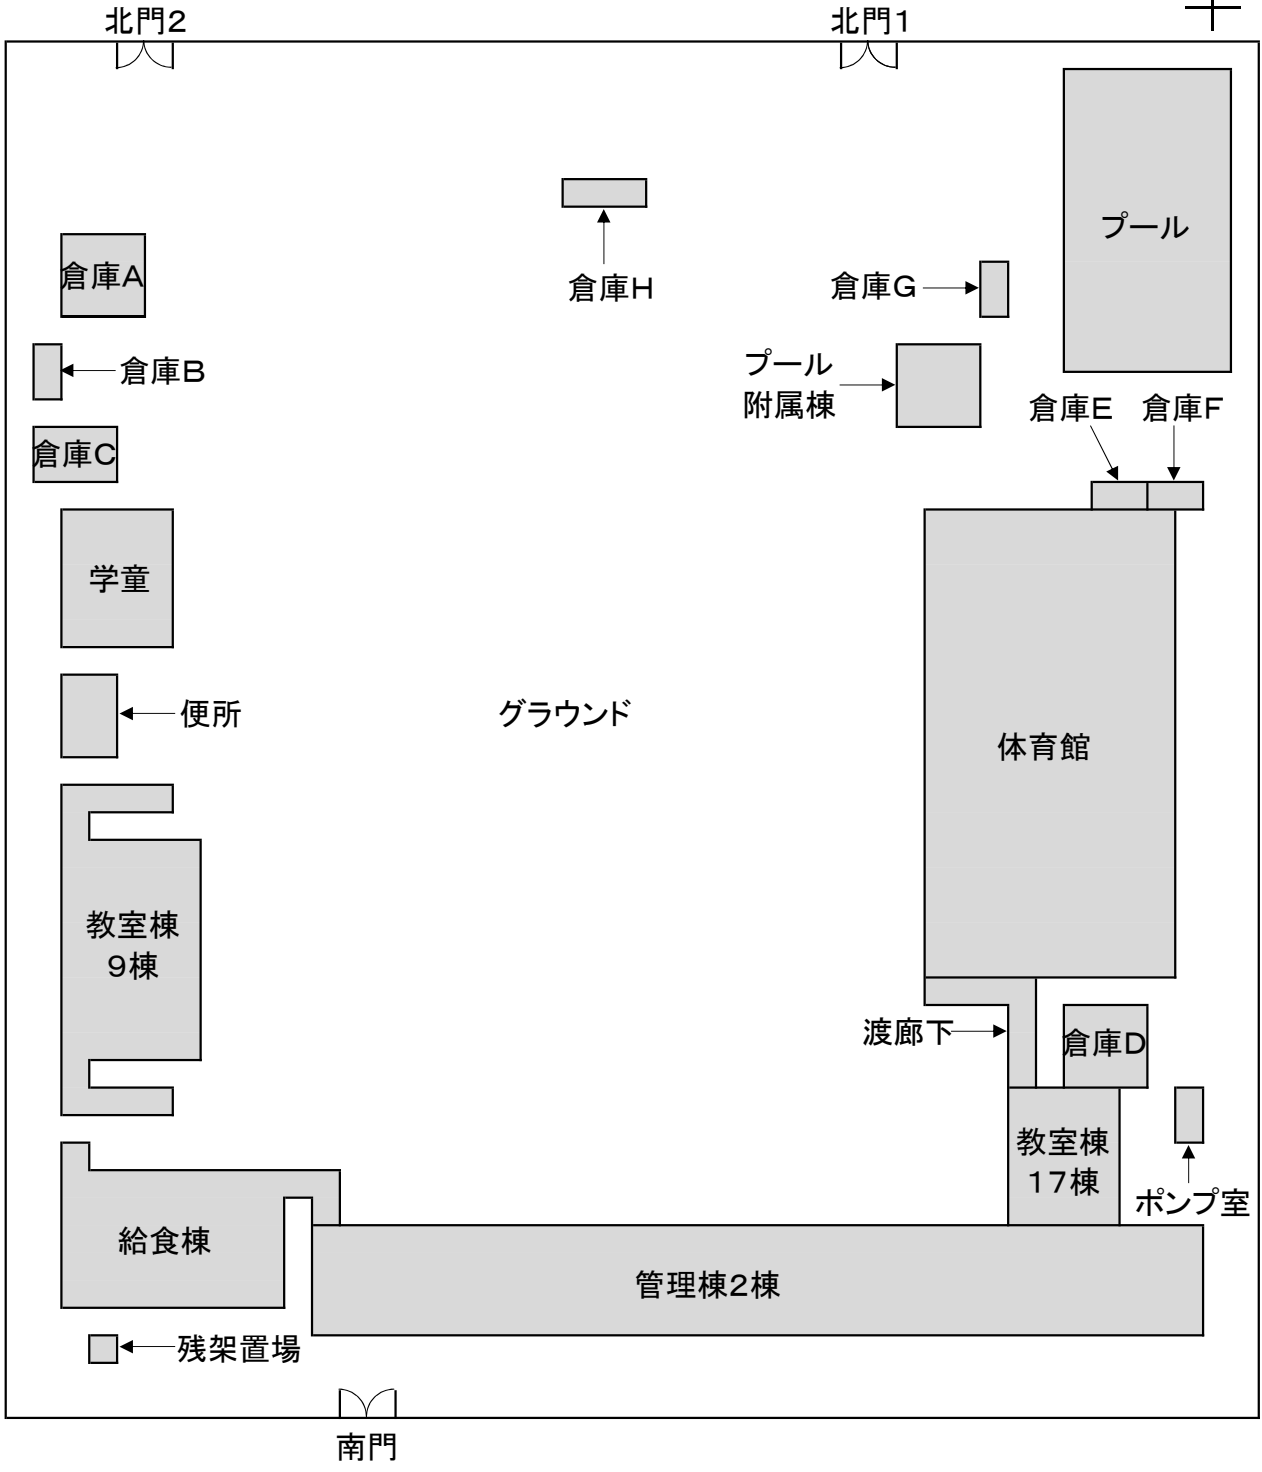 北門２
北門１
プール
倉庫A
倉庫H
倉庫G
倉庫B
プール
附属棟
倉庫E
倉庫F
倉庫C
学童
便所
グラウンド
体育館
教室棟
９棟
渡廊下
倉庫D
教室棟
１７棟
ポンプ室
給食棟
管理棟２棟
残架置場
南門